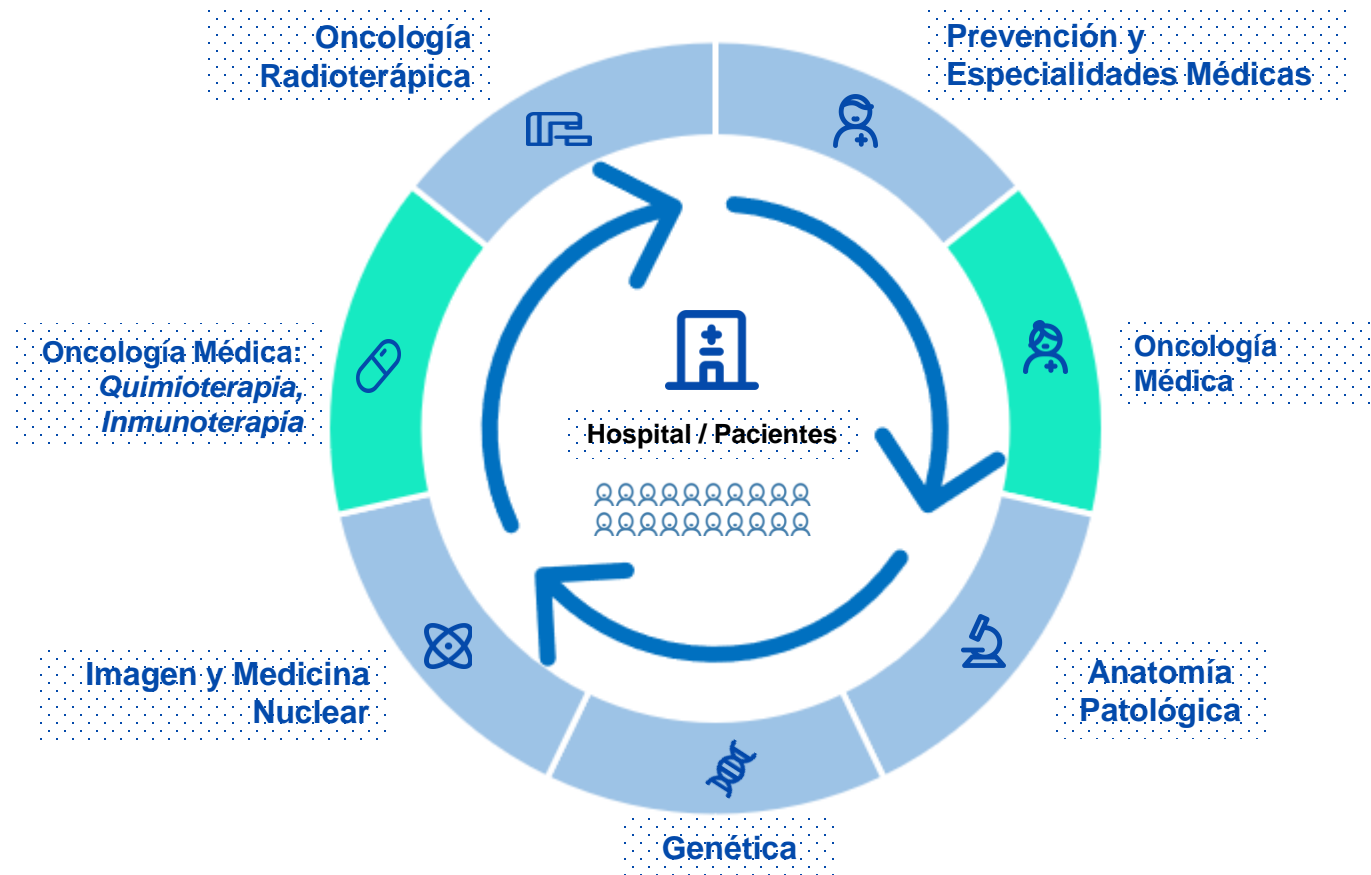 Oncología
Radioterápica
Prevención y
Especialidades Médicas
Oncología Médica:
Quimioterapia,
Inmunoterapia
Oncología
Médica
Hospital / Pacientes
Imagen y Medicina
Nuclear
Anatomía
Patológica
Genética